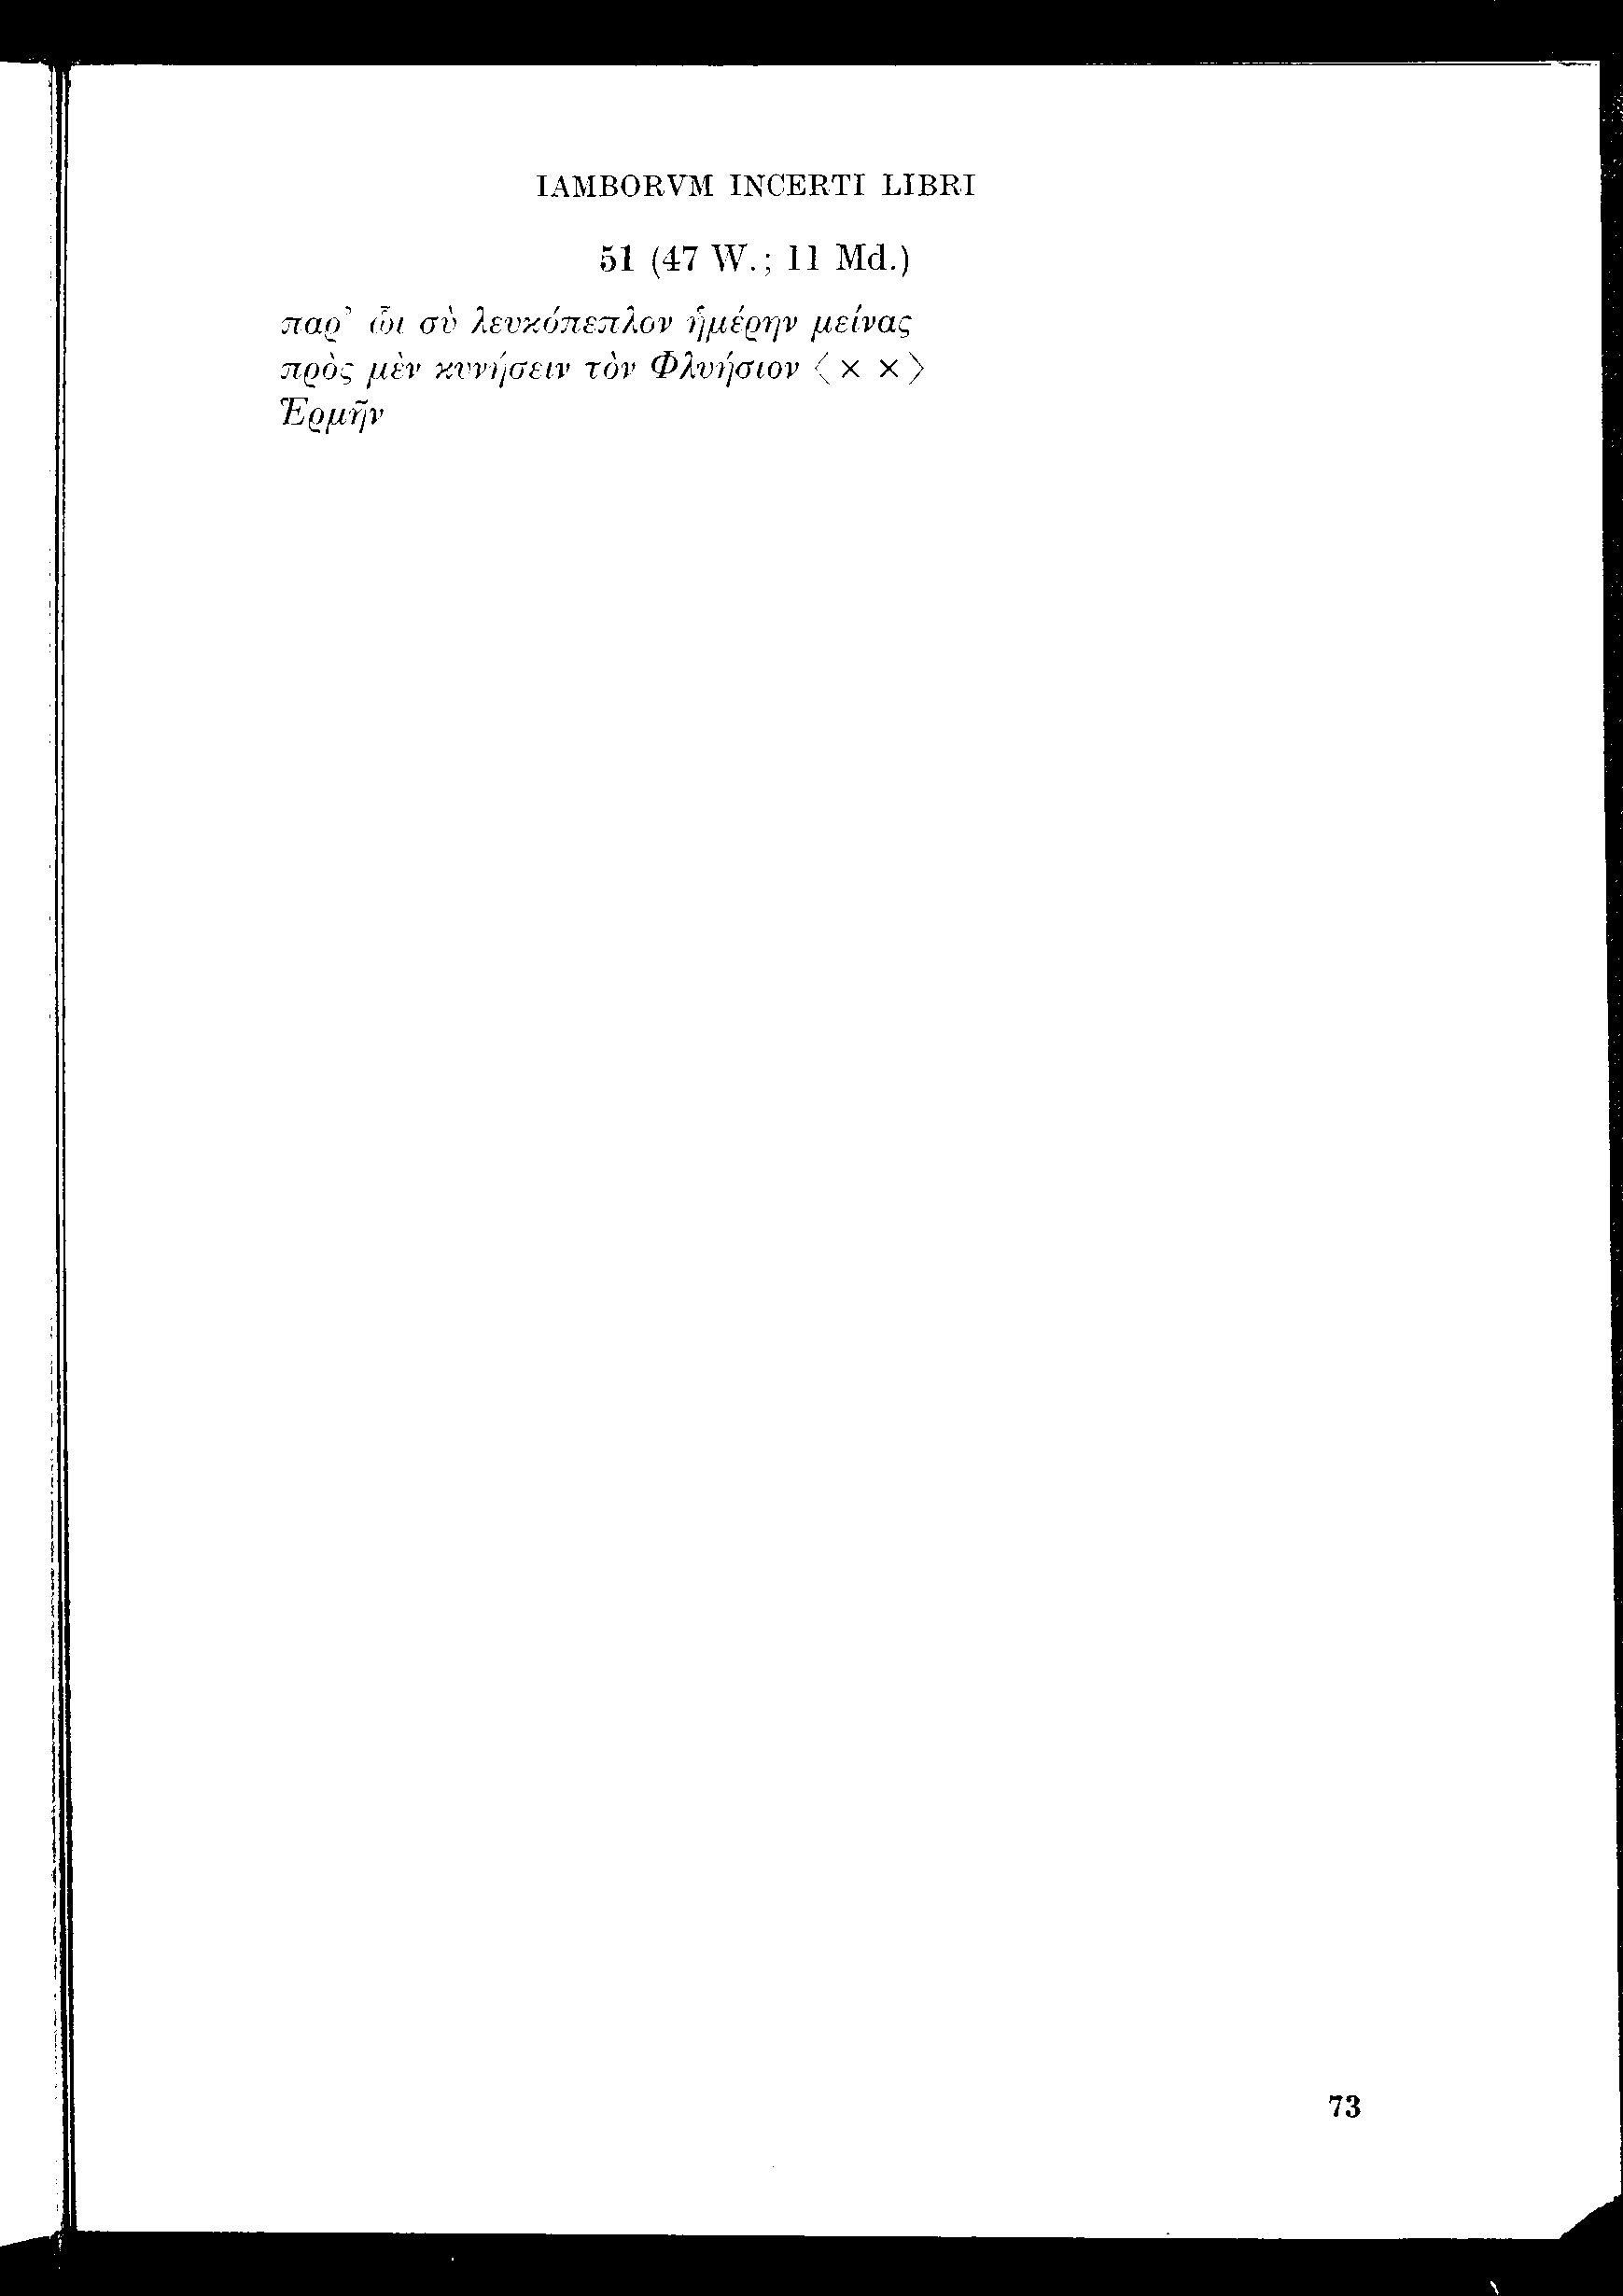 IAMBORVM INCERTI LIBRI
51 (47 W.; 11 Md.)
παρ’ ὧι σὺ λευκόπεπλον ἡμέρην μείνας
πρὸς μὲν κυνήσειν τὸν Φλυήσιον ⟨ × × ⟩
Ἑρμῆν
73